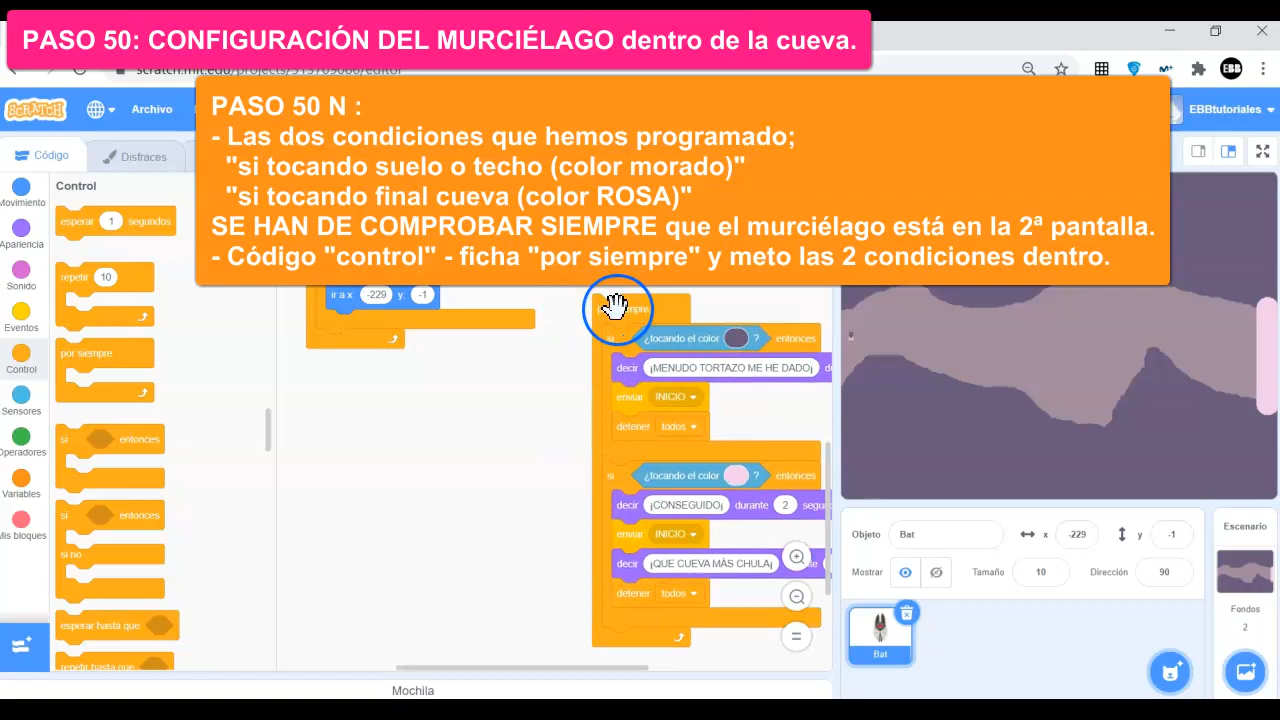 PASO 50: CONFIGURACIÓN DEL MURCIÉLAGO dentro de la cueva.
PASO 50 N :
- Las dos condiciones que hemos programado;
"si tocando suelo o techo (color morado)"
"si tocando final cueva (color ROSA)"
SE HAN DE COMPROBAR SIEMPRE que el murciélago está en la 2ª pantalla.
- Código "control" - ficha "por siempre" y meto las 2 condiciones dentro.
EBB
SCRATCH
Archivo
EBBtutoriales
Código
Disfraces
Movimiento
Apariencia
Sonido
Eventos
Control
Sensores
Operadores
Variables
Mis bloques
Control
esperar 1 segundos
repetir 10
por siempre
si entonces
si entonces
si no
esperar hasta que
repetir hasta que
ir a x: -229 y: -1
si ¿tocando el color ? entonces
decir ¡MENUDO TORTAZO ME HE DADO¡
enviar INICIO
detener todos
si ¿tocando el color ? entonces
decir ¡CONSEGUIDO¡ durante 2
enviar INICIO
decir ¡QUE CUEVA MÁS CHULA¡
detener todos
Mochila
Objeto Bat x -229 y -1
Mostrar Tamaño 10 Dirección 90
Bat
Escenario
Fondos
2